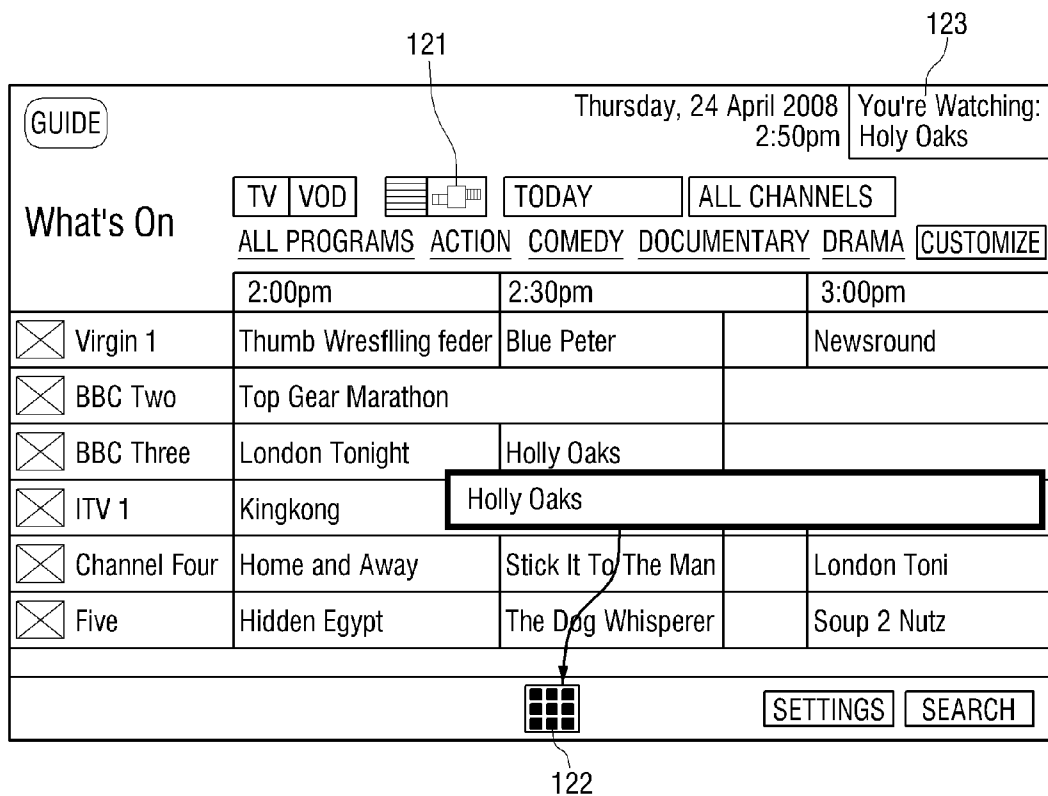 121
123
GUIDE
Thursday, 24 April 2008
2:50pm
You're Watching:
Holy Oaks
What's On
TV VOD TODAY ALL CHANNELS
ALL PROGRAMS ACTION COMEDY DOCUMENTARY DRAMA CUSTOMIZE
2:00pm 2:30pm 3:00pm
Virgin 1 Thumb Wresflling feder Blue Peter Newsround
BBC Two Top Gear Marathon
BBC Three London Tonight Holly Oaks
ITV 1 Kingkong Holly Oaks
Channel Four Home and Away Stick It To The Man London Toni
Five Hidden Egypt The Dog Whisperer Soup 2 Nutz
SETTINGS SEARCH
122